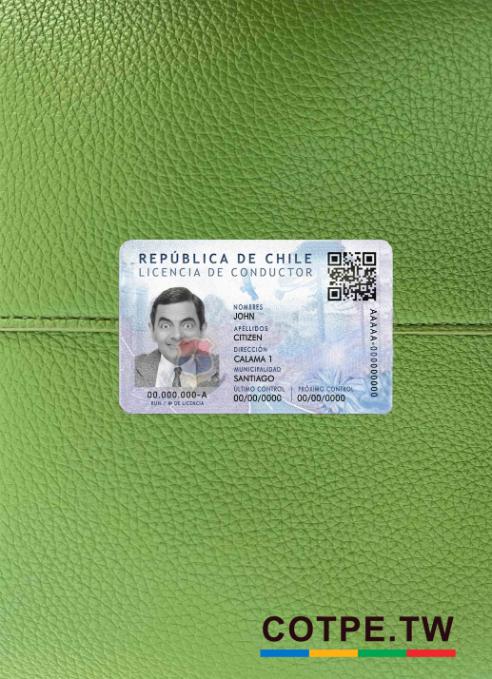 REPÚBLICA DE CHILE
LICENCIA DE CONDUCTOR
NOMBRES
JOHN
APELLIDOS
CITIZEN
DIRECCIÓN
CALAMA 1
MUNICIPALIDAD
SANTIAGO
ÚLTIMO CONTROL PRÓXIMO CONTROL
00/00/0000 00/00/0000
00.000.000-A
RUN / Nº DE LICENCIA
AAAAA-000000000
COTPE.TW